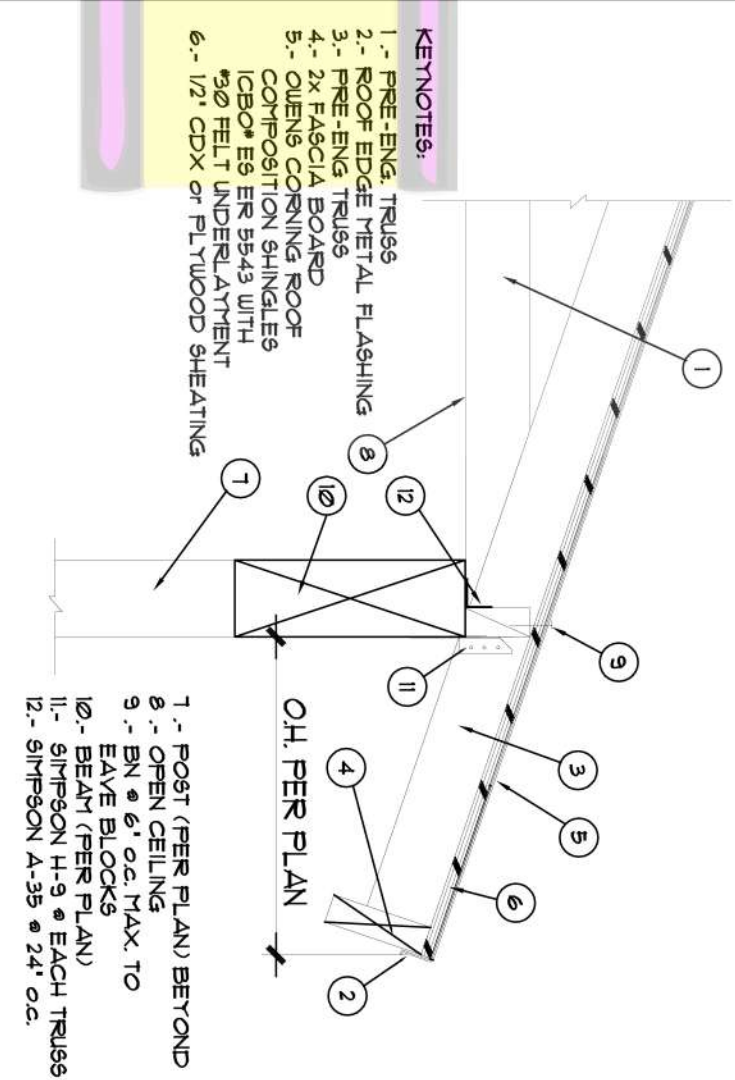 KEYNOTES:
1.- PRE-ENG. TRUSS
2.- ROOF EDGE METAL FLASHING
3.- PRE-ENG TRUSS
4.- 2x FASCIA BOARD
5.- OWENS CORNING ROOF
COMPOSITION SHINGLES
ICBO# ES ER 5543 WITH
#30 FELT UNDERLAYMENT
6.- 1/2" CDX or PLYWOOD SHEATING
7.- POST (PER PLAN) BEYOND
8.- OPEN CEILING
9.- BN @ 6" o.c. MAX. TO
EAVE BLOCKS
10.- BEAM (PER PLAN)
11.- SIMPSON H-9 @ EACH TRUSS
12.- SIMPSON A-35 @ 24" o.c.
O.H. PER PLAN
1
8
12
10
7
9
11
3
5
4
6
2